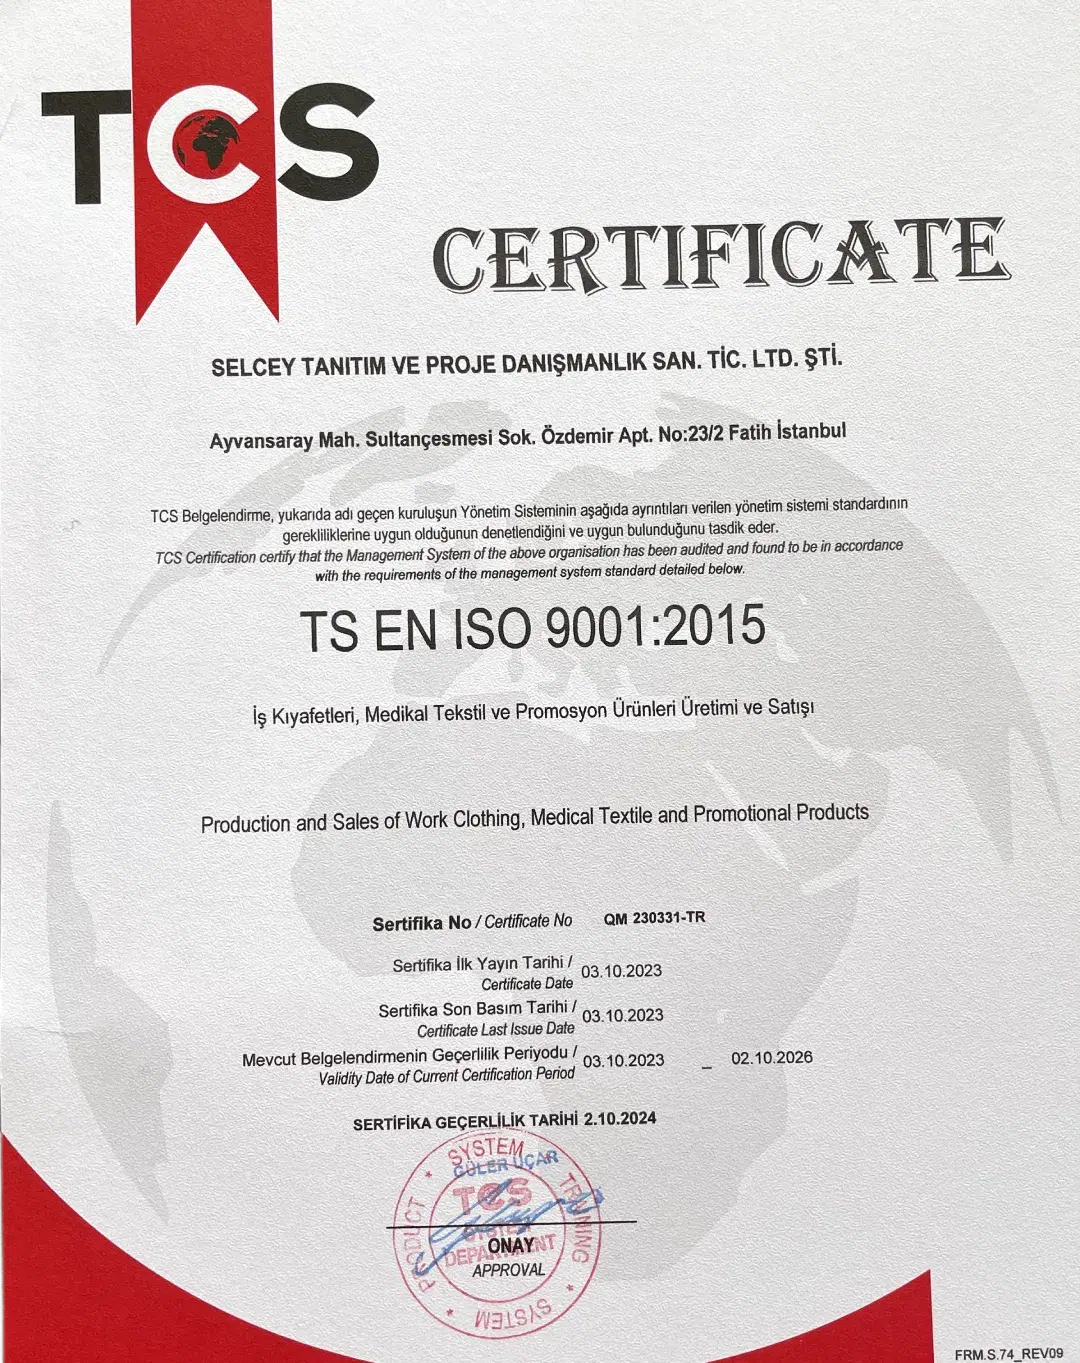 TCS
CERTIFICATE
SELCEY TANITIM VE PROJE DANIŞMANLIK SAN. TİC. LTD. ŞTİ.
Ayvansaray Mah. Sultançesmesi Sok. Özdemir Apt. No:23/2 Fatih İstanbul
TCS Belgelendirme, yukarıda adı geçen kuruluşun Yönetim Sisteminin aşağıda ayrıntıları verilen yönetim sistemi standardının
gerekliliklerine uygun olduğunun denetlendiğini ve uygun bulunduğunu tasdik eder.
TCS Certification certify that the Management System of the above organisation has been audited and found to be in accordance
with the requirements of the management system standard detailed below.
TS EN ISO 9001:2015
İş Kıyafetleri, Medikal Tekstil ve Promosyon Ürünleri Üretimi ve Satışı
Production and Sales of Work Clothing, Medical Textile and Promotional Products
Sertifika No / Certificate No QM 230331-TR
Sertifika İlk Yayın Tarihi / 03.10.2023
Certificate Date
Sertifika Son Basım Tarihi / 03.10.2023
Certificate Last Issue Date
Mevcut Belgelendirmenin Geçerlilik Periyodu / 03.10.2023 _ 02.10.2026
Validity Date of Current Certification Period
SERTİFİKA GEÇERLİLİK TARİHİ 2.10.2024
PRODUCT * SYSTEM * TRAINING * SYSTEM *
GÜLER UÇAR
TCS
SYSTEM
DEPARTMENT
ONAY
APPROVAL
FRM.S.74_REV09